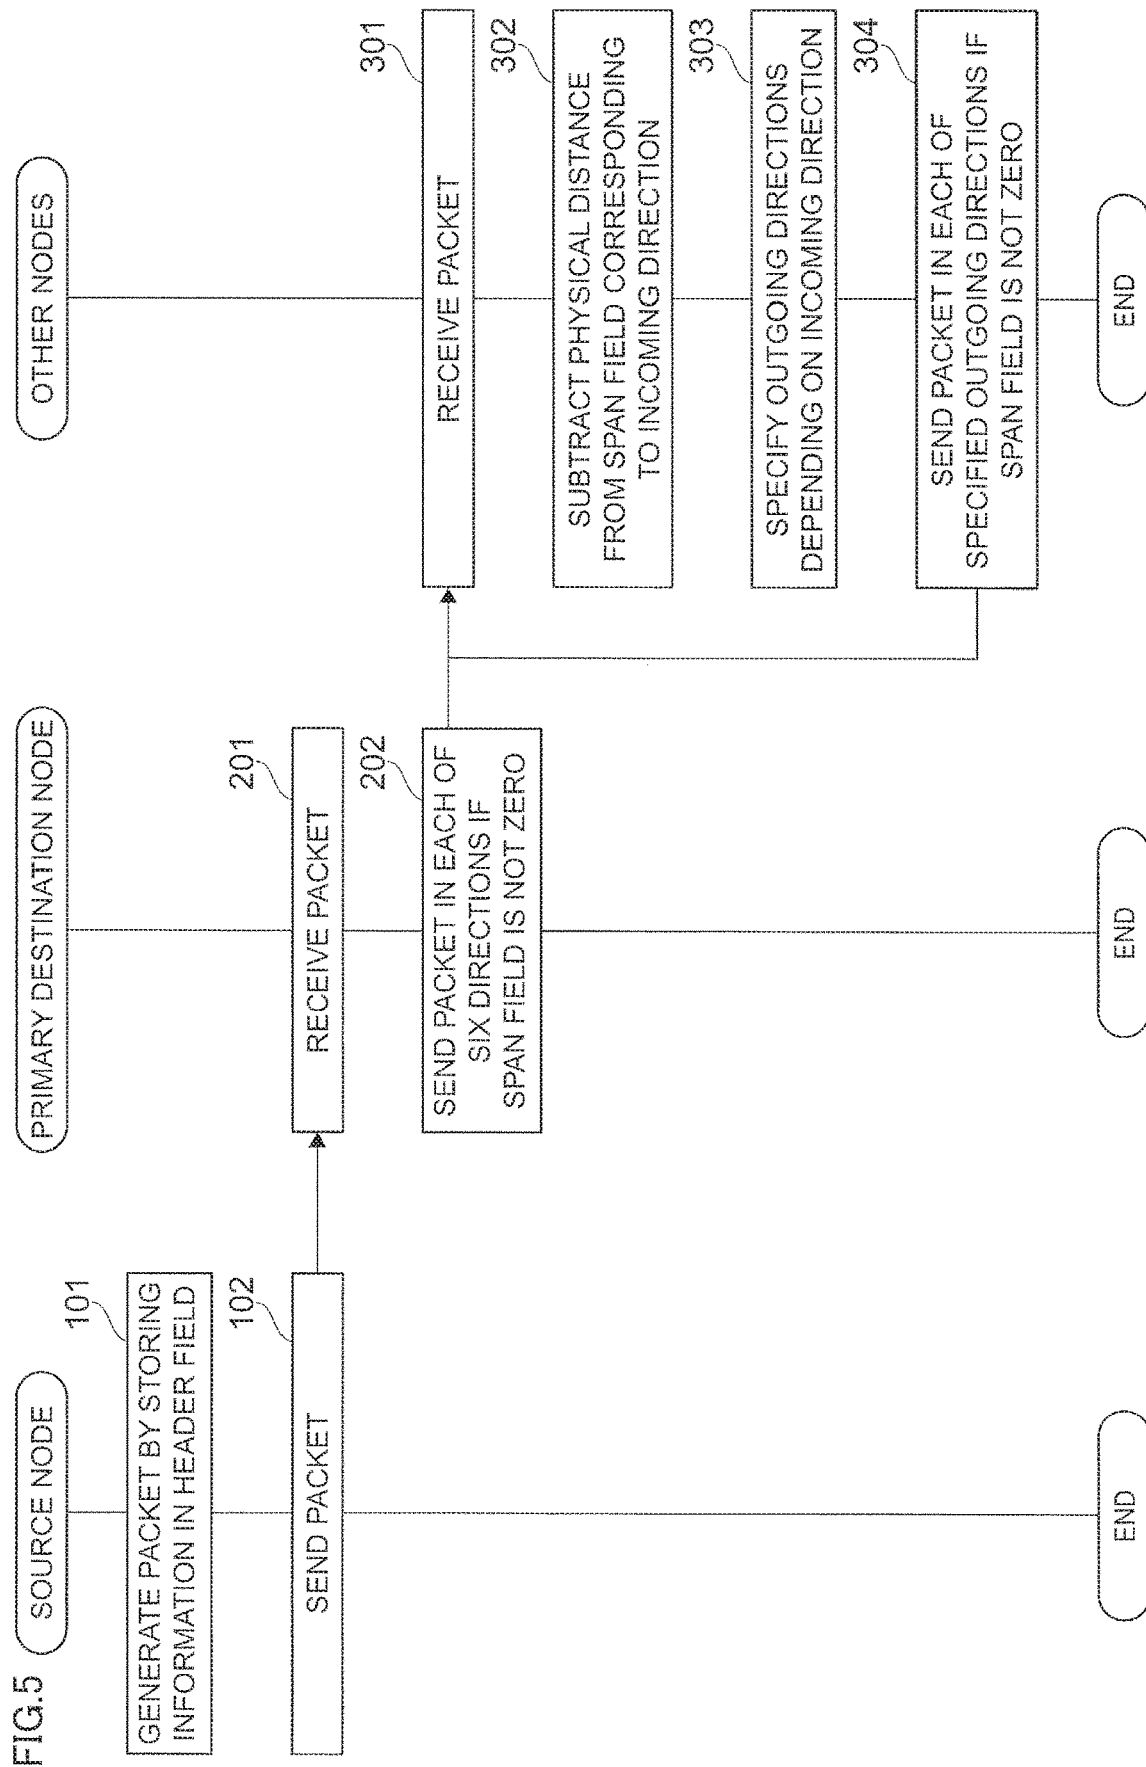 FIG.5
SOURCE NODE
101
GENERATE PACKET BY STORING
INFORMATION IN HEADER FIELD
102
SEND PACKET
END
PRIMARY DESTINATION NODE
201
RECEIVE PACKET
202
SEND PACKET IN EACH OF
SIX DIRECTIONS IF
SPAN FIELD IS NOT ZERO
END
OTHER NODES
301
RECEIVE PACKET
302
SUBTRACT PHYSICAL DISTANCE
FROM SPAN FIELD CORRESPONDING
TO INCOMING DIRECTION
303
SPECIFY OUTGOING DIRECTIONS
DEPENDING ON INCOMING DIRECTION
304
SEND PACKET IN EACH OF
SPECIFIED OUTGOING DIRECTIONS IF
SPAN FIELD IS NOT ZERO
END